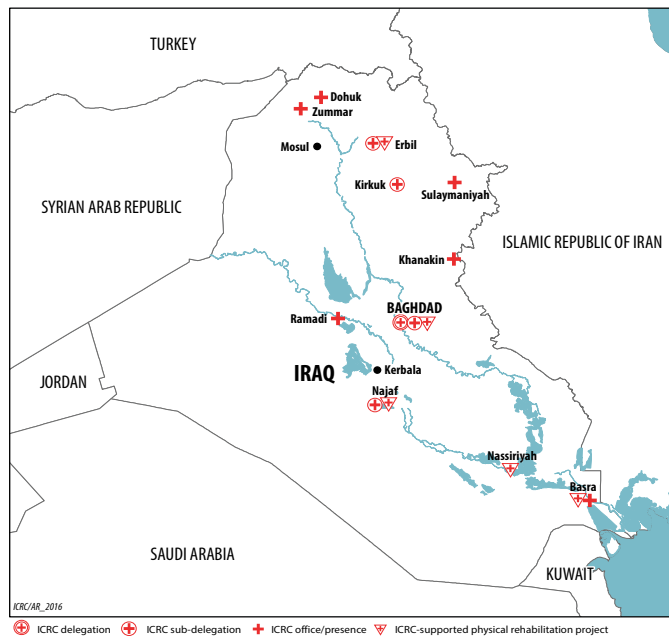 TURKEY
Dohuk
Zummar
Mosul
Erbil
Kirkuk
Sulaymaniyah
SYRIAN ARAB REPUBLIC
ISLAMIC REPUBLIC OF IRAN
Khanakin
BAGHDAD
Ramadi
IRAQ
Kerbala
JORDAN
Najaf
Nassiriyah
Basra
SAUDI ARABIA
KUWAIT
ICRC/AR_2016
ICRC delegation ICRC sub-delegation ICRC office/presence ICRC-supported physical rehabilitation project